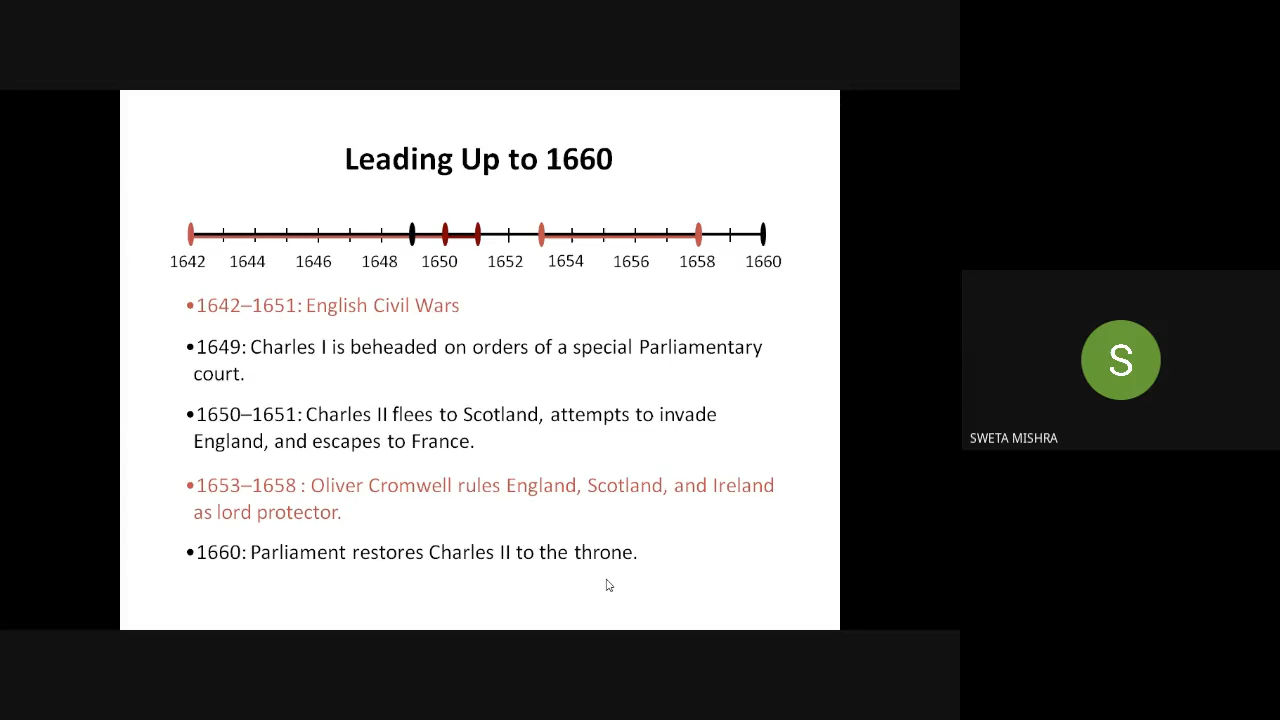 Leading Up to 1660
1642 1644 1646 1648 1650 1652 1654 1656 1658 1660
•1642–1651: English Civil Wars
•1649: Charles I is beheaded on orders of a special Parliamentary
court.
•1650–1651: Charles II flees to Scotland, attempts to invade
England, and escapes to France.
•1653–1658 : Oliver Cromwell rules England, Scotland, and Ireland
as lord protector.
•1660: Parliament restores Charles II to the throne.
S
SWETA MISHRA